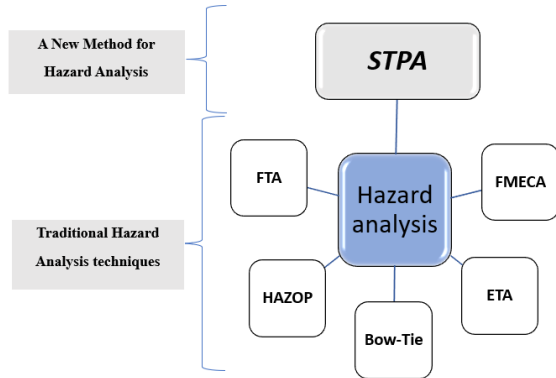 A New Method for
Hazard Analysis
STPA
FTA
Hazard
analysis
FMECA
Traditional Hazard
Analysis techniques
HAZOP
Bow-Tie
ETA